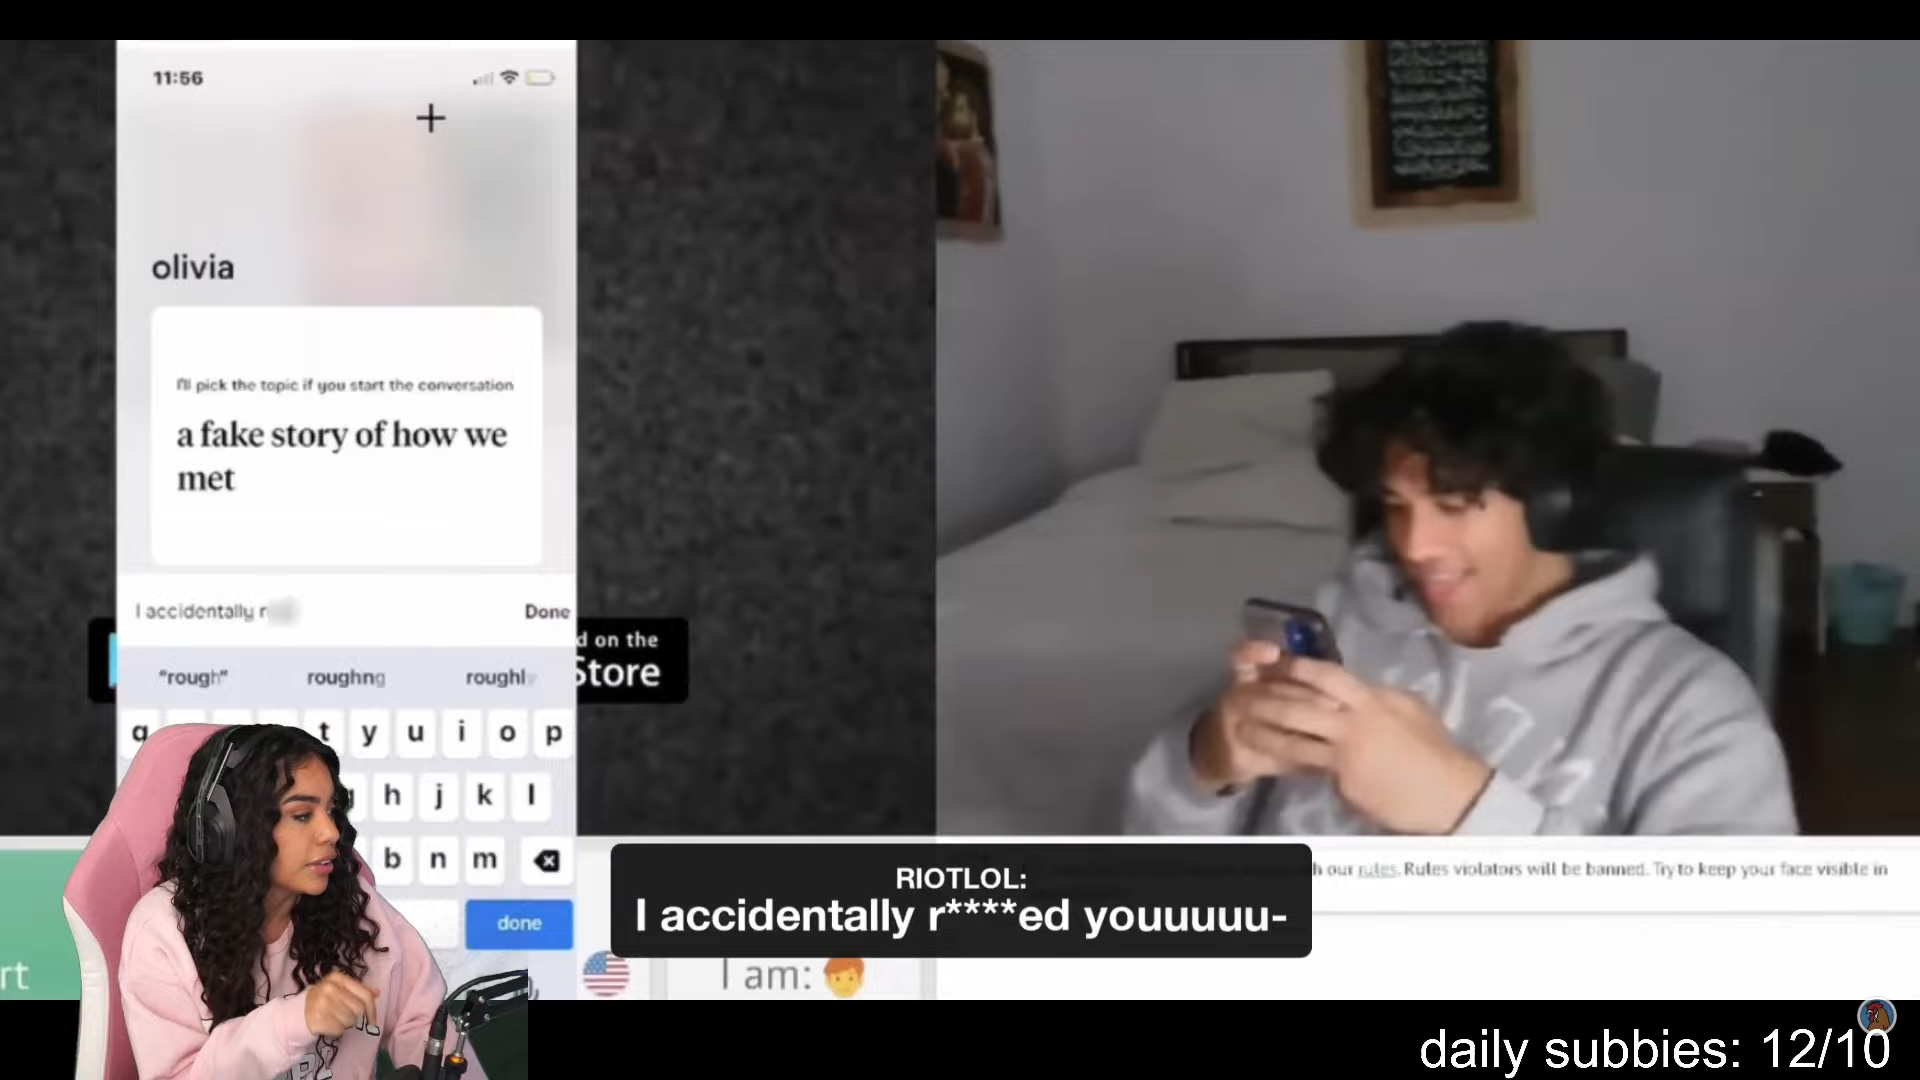 11:56
+
olivia
I'll pick the topic if you start the conversation
a fake story of how we
met
I accidentally r
Done
"rough"
roughng
roughly
d on the
Store
q t y u i o p
h j k l
b n m
done
h our rules. Rules violators will be banned. Try to keep your face visible in
RIOTLOL:
I accidentally r****ed youuuuu-
rt
I am:
daily subbies: 12/10